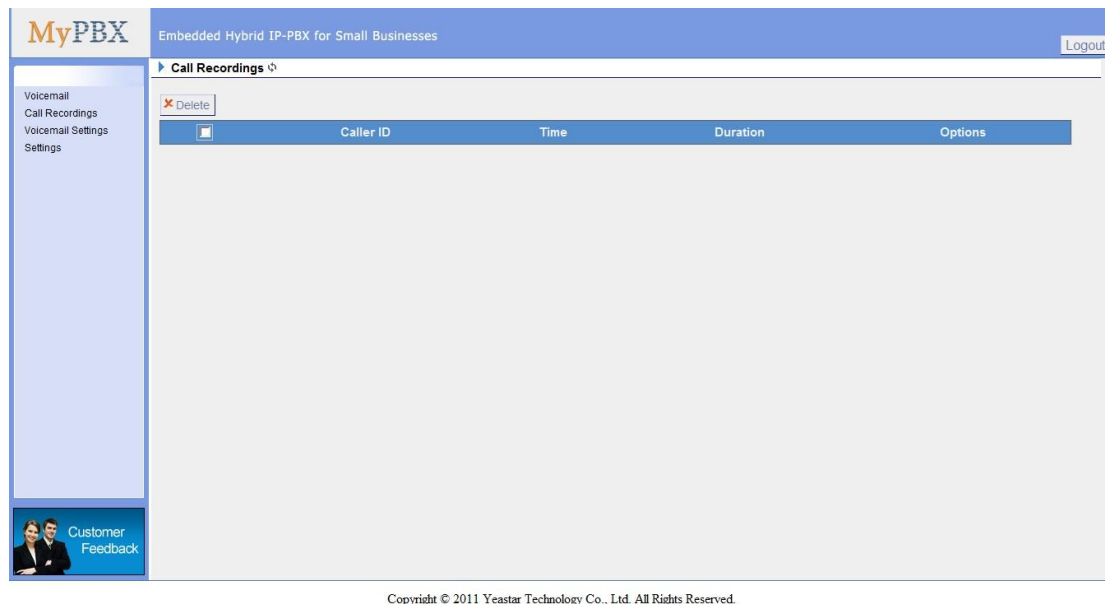 MyPBX
Embedded Hybrid IP-PBX for Small Businesses
Logout
Voicemail
Call Recordings
Voicemail Settings
Settings
Call Recordings
Delete
Caller ID Time Duration Options
Customer
Feedback
Copyright © 2011 Yeastar Technology Co., Ltd. All Rights Reserved.